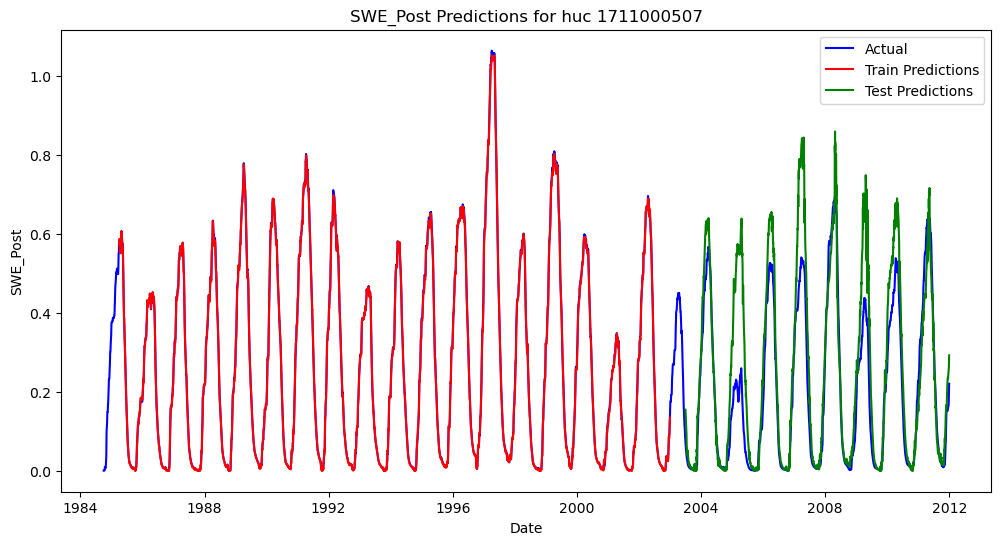 SWE_Post Predictions for huc 1711000507
Actual
Train Predictions
Test Predictions
SWE_Post
1.0
0.8
0.6
0.4
0.2
0.0
1984
1988
1992
1996
2000
2004
2008
2012
Date